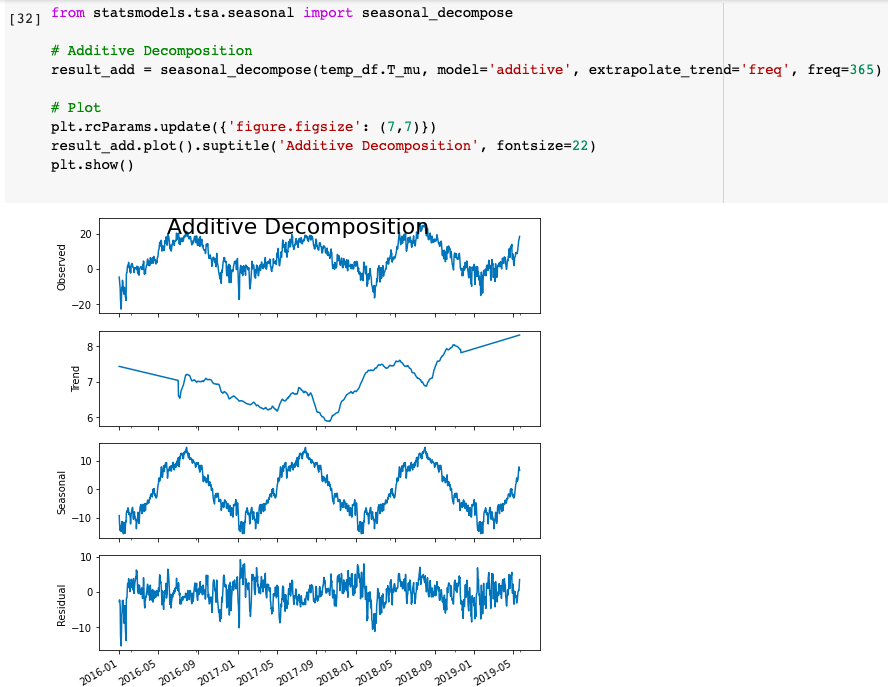 [32] from statsmodels.tsa.seasonal import seasonal_decompose
# Additive Decomposition
result_add = seasonal_decompose(temp_df.T_mu, model='additive', extrapolate_trend='freq', freq=365)
# Plot
plt.rcParams.update({'figure.figsize': (7,7)})
result_add.plot().suptitle('Additive Decomposition', fontsize=22)
plt.show()
Additive Decomposition
Observed
20
0
−20
Trend
8
7
6
Seasonal
10
0
−10
Residual
10
0
−10
2016-01 2016-05 2016-09 2017-01 2017-05 2017-09 2018-01 2018-05 2018-09 2019-01 2019-05